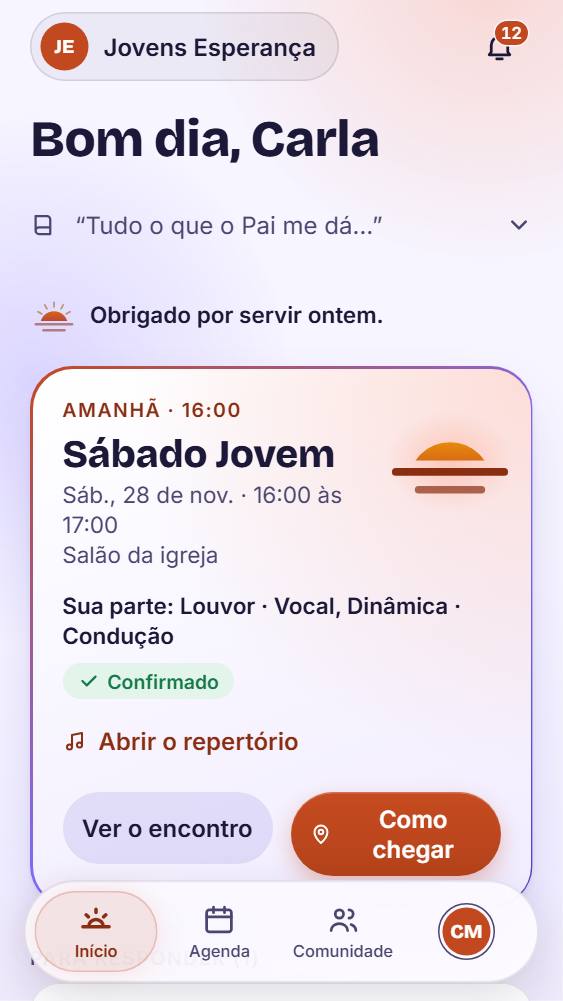 JE Jovens Esperança 12
Bom dia, Carla
“Tudo o que o Pai me dá...”
Obrigado por servir ontem.
AMANHÃ · 16:00
Sábado Jovem
Sáb., 28 de nov. · 16:00 às
17:00
Salão da igreja
Sua parte: Louvor · Vocal, Dinâmica ·
Condução
Confirmado
Abrir o repertório
Ver o encontro
Como
chegar
Início
Agenda
Comunidade
CM